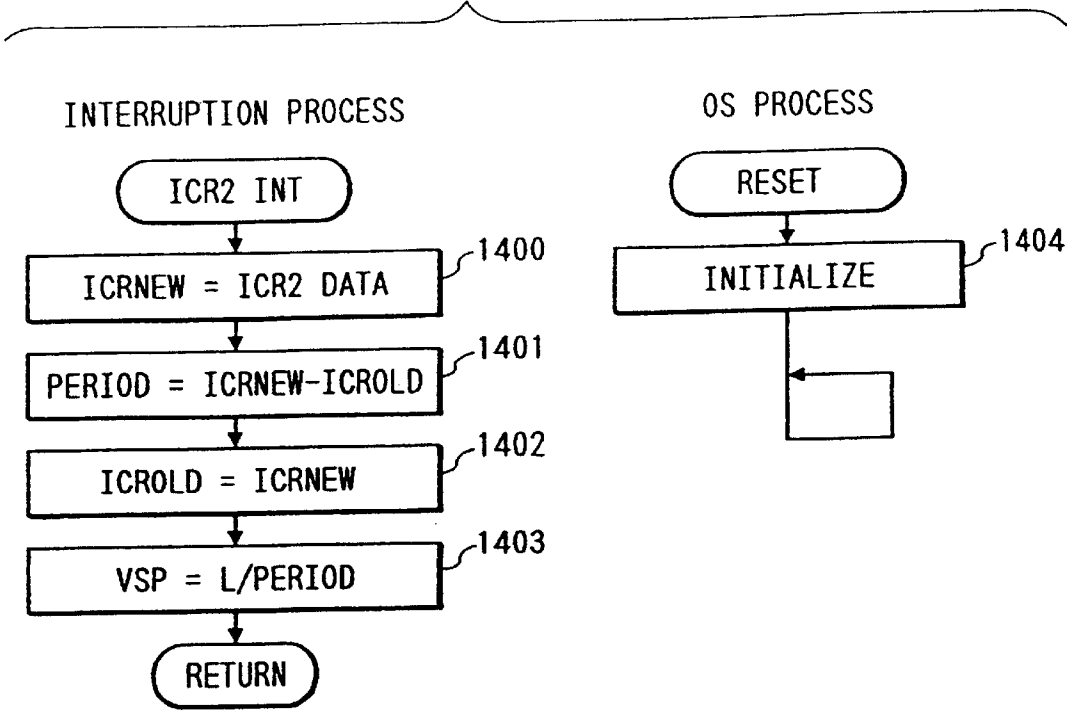 INTERRUPTION PROCESS
ICR2 INT
ICRNEW = ICR2 DATA
1400
PERIOD = ICRNEW-ICROLD
1401
ICROLD = ICRNEW
1402
VSP = L/PERIOD
1403
RETURN
OS PROCESS
RESET
INITIALIZE
1404